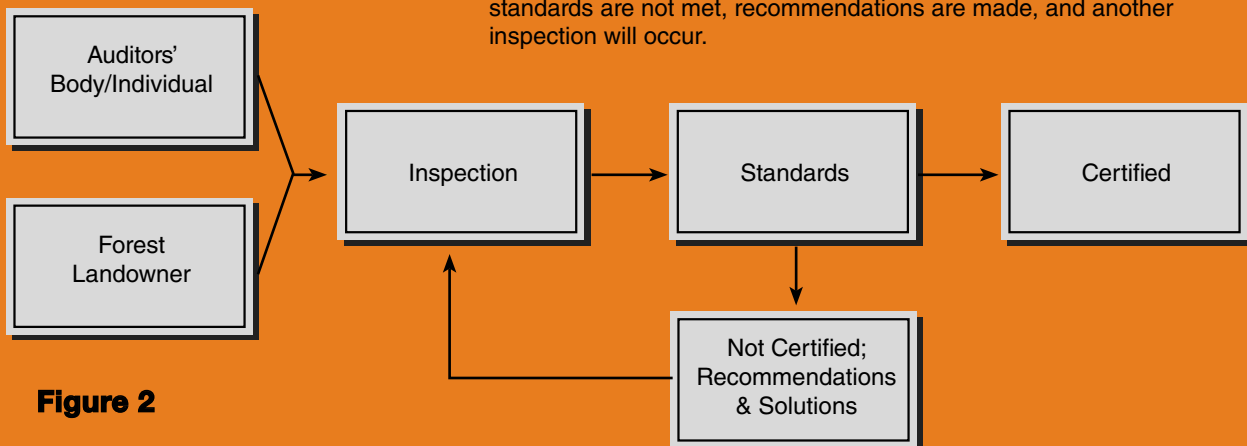 standards are not met, recommendations are made, and another
inspection will occur.
Auditors’
Body/Individual
Forest
Landowner
Inspection
Standards
Certified
Not Certified;
Recommendations
& Solutions
Figure 2